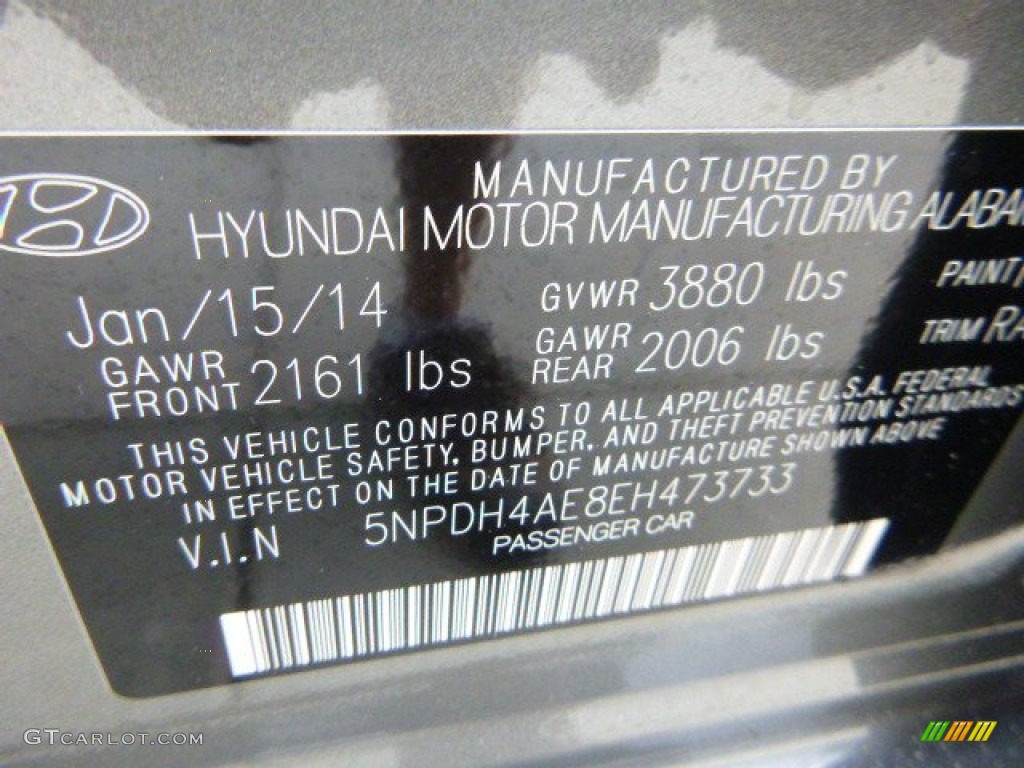 MANUFACTURED BY
HYUNDAI MOTOR MANUFACTURING
Jan/15/14 GVWR 3880 lbs PAINT/
GAWR FRONT 2161 lbs GAWR REAR 2006 lbs TRIM RA
THIS VEHICLE CONFORMS TO ALL APPLICABLE U.S.A. FEDERAL
MOTOR VEHICLE SAFETY, BUMPER, AND THEFT PREVENTION STANDARDS
IN EFFECT ON THE DATE OF MANUFACTURE SHOWN ABOVE
V.I.N 5NPDH4AE8EH473733
PASSENGER CAR
GTCARLOT.COM